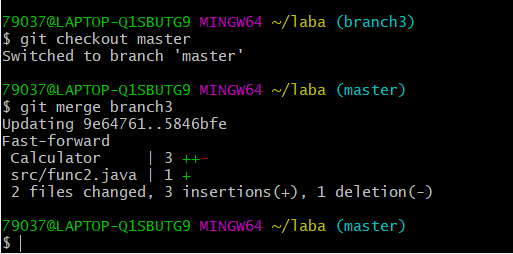 79037@LAPTOP-Q1SBUTG9 MINGW64 ~/laba (branch3)
$ git checkout master
Switched to branch 'master'
79037@LAPTOP-Q1SBUTG9 MINGW64 ~/laba (master)
$ git merge branch3
Updating 9e64761..5846bfe
Fast-forward
 Calculator     | 3 ++-
 src/func2.java | 1 +
 2 files changed, 3 insertions(+), 1 deletion(-)
79037@LAPTOP-Q1SBUTG9 MINGW64 ~/laba (master)
$